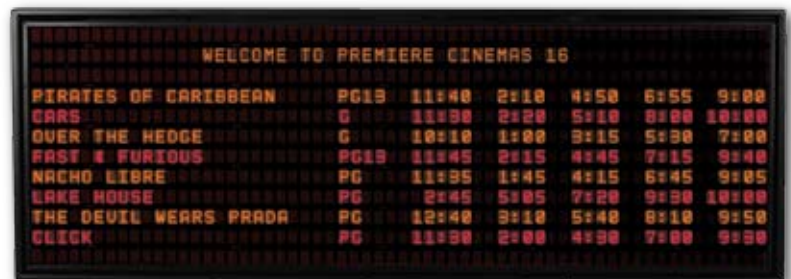 WELCOME TO PREMIERE CINEMAS 16
PIRATES OF CARIBBEAN PG13 11:40 2:10 4:50 6:55 9:00
CARS G 11:30 2:20 5:10 8:00 10:00
OVER THE HEDGE G 10:10 1:00 3:15 5:30 7:00
FAST & FURIOUS PG13 11:45 2:15 4:45 7:15 9:40
NACHO LIBRE PG 11:35 1:45 4:15 6:45 9:05
LAKE HOUSE PG 2:45 5:05 7:20 9:30 10:00
THE DEVIL WEARS PRADA PG 12:40 3:10 5:40 8:10 9:50
CLICK PG 11:30 2:00 4:30 7:00 9:30